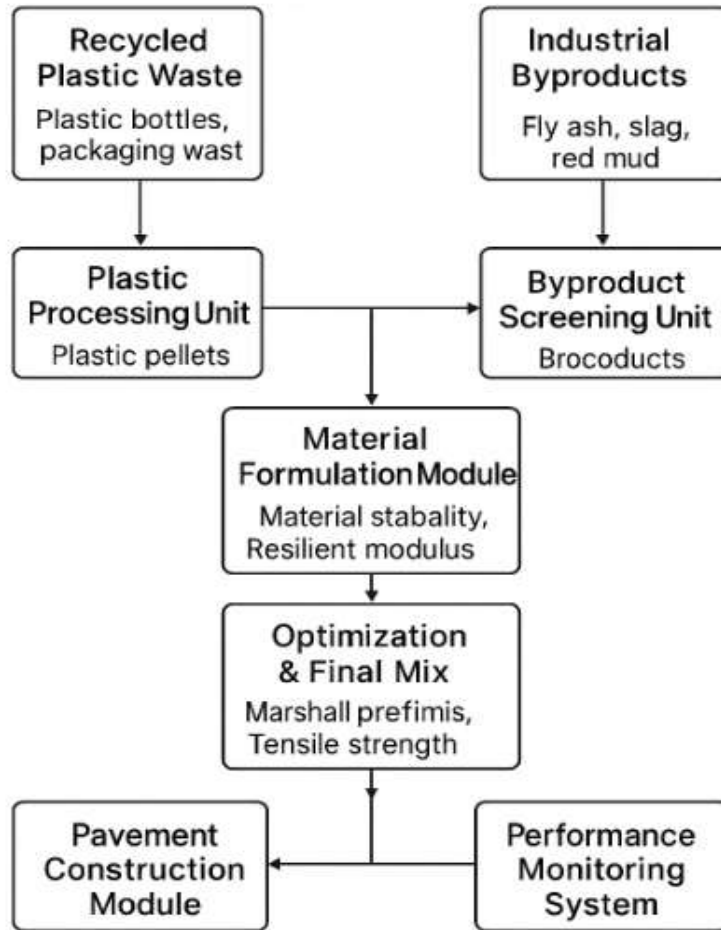 Recycled
Plastic Waste
Plastic bottles,
packaging wast
Industrial
Byproducts
Fly ash, slag,
red mud
Plastic
Processing Unit
Plastic pellets
Byproduct
Screening Unit
Brocoducts
Material
Formulation Module
Material stabality,
Resilient modulus
Optimization
& Final Mix
Marshall prefimis,
Tensile strength
Pavement
Construction
Module
Performance
Monitoring
System